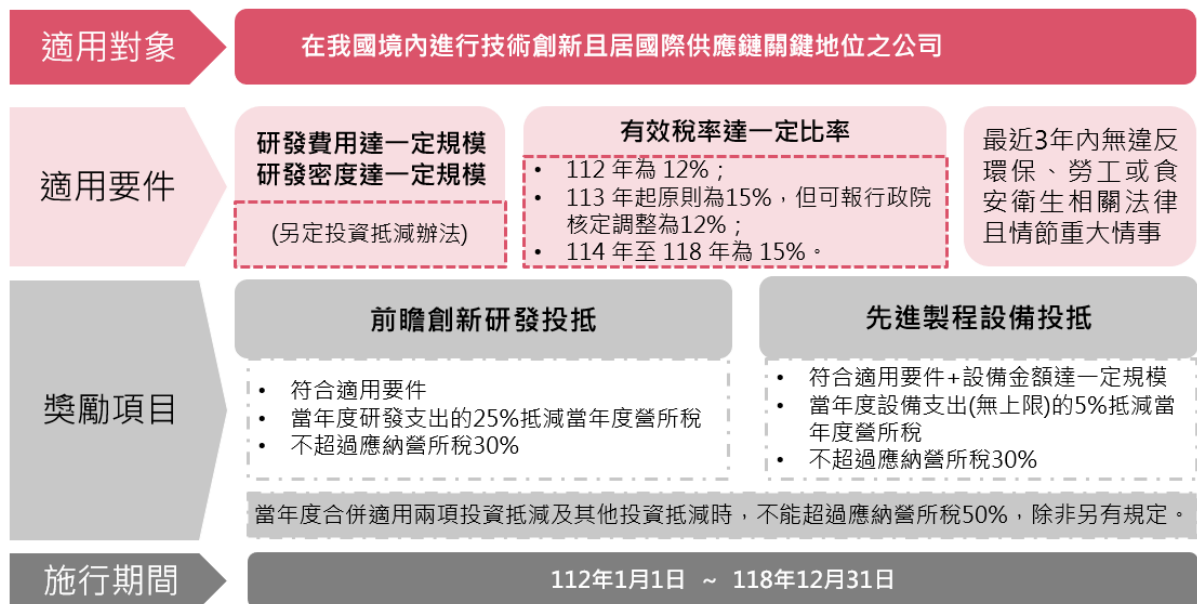 適用對象
在我國境內進行技術創新且居國際供應鏈關鍵地位之公司
適用要件
研發費用達一定規模
研發密度達一定規模
(另定投資抵減辦法)
有效稅率達一定比率
• 112 年為 12%；
• 113 年起原則為15%，但可報行政院
核定調整為12%；
• 114 年至 118 年為 15%。
最近3年內無違反
環保、勞工或食
安衛生相關法律
且情節重大情事
獎勵項目
前瞻創新研發投抵
• 符合適用要件
• 當年度研發支出的25%抵減當年度營所稅
• 不超過應納營所稅30%
先進製程設備投抵
• 符合適用要件+設備金額達一定規模
• 當年度設備支出(無上限)的5%抵減當
年度營所稅
• 不超過應納營所稅30%
當年度合併適用兩項投資抵減及其他投資抵減時，不能超過應納營所稅50%，除非另有規定。
施行期間
112年1月1日 ~ 118年12月31日